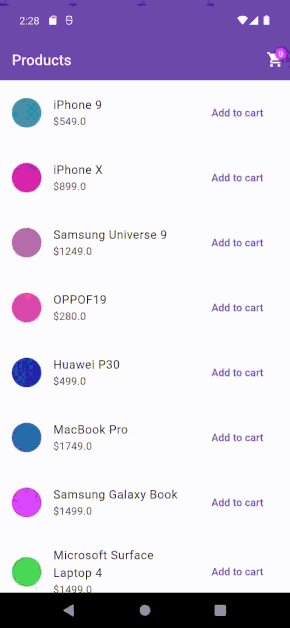 2:28
Products
0
iPhone 9
$549.0
Add to cart
iPhone X
$899.0
Add to cart
Samsung Universe 9
$1249.0
Add to cart
OPPOF19
$280.0
Add to cart
Huawei P30
$499.0
Add to cart
MacBook Pro
$1749.0
Add to cart
Samsung Galaxy Book
$1499.0
Add to cart
Microsoft Surface
Laptop 4
$1499.0
Add to cart